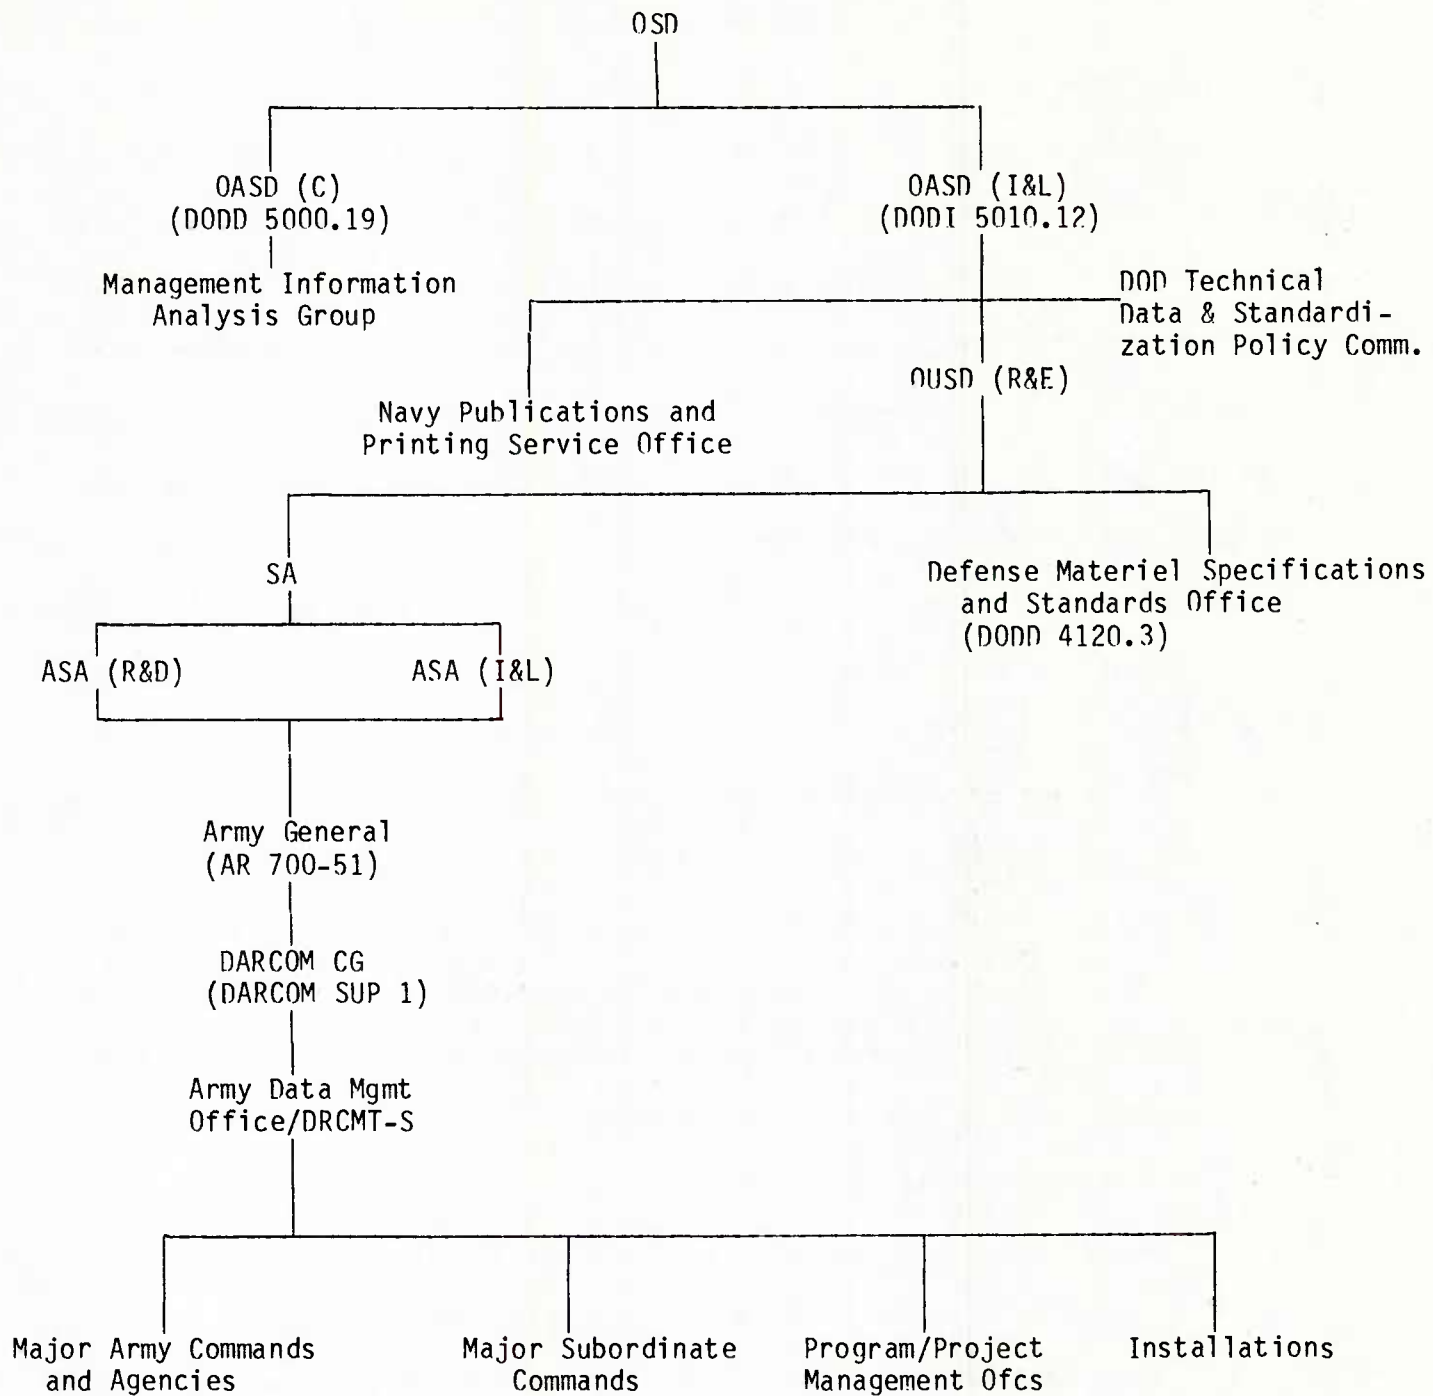 OSD
OASD (C)
(DODD 5000.19)
Management Information
Analysis Group
OASD (I&L)
(DODI 5010.12)
DOD Technical
Data & Standardi-
zation Policy Comm.
OUSD (R&E)
Navy Publications and
Printing Service Office
SA
Defense Materiel Specifications
and Standards Office
(DODD 4120.3)
ASA (R&D)
ASA (I&L)
Army General
(AR 700-51)
DARCOM CG
(DARCOM SUP 1)
Army Data Mgmt
Office/DRCMT-S
Major Army Commands
and Agencies
Major Subordinate
Commands
Program/Project
Management Ofcs
Installations